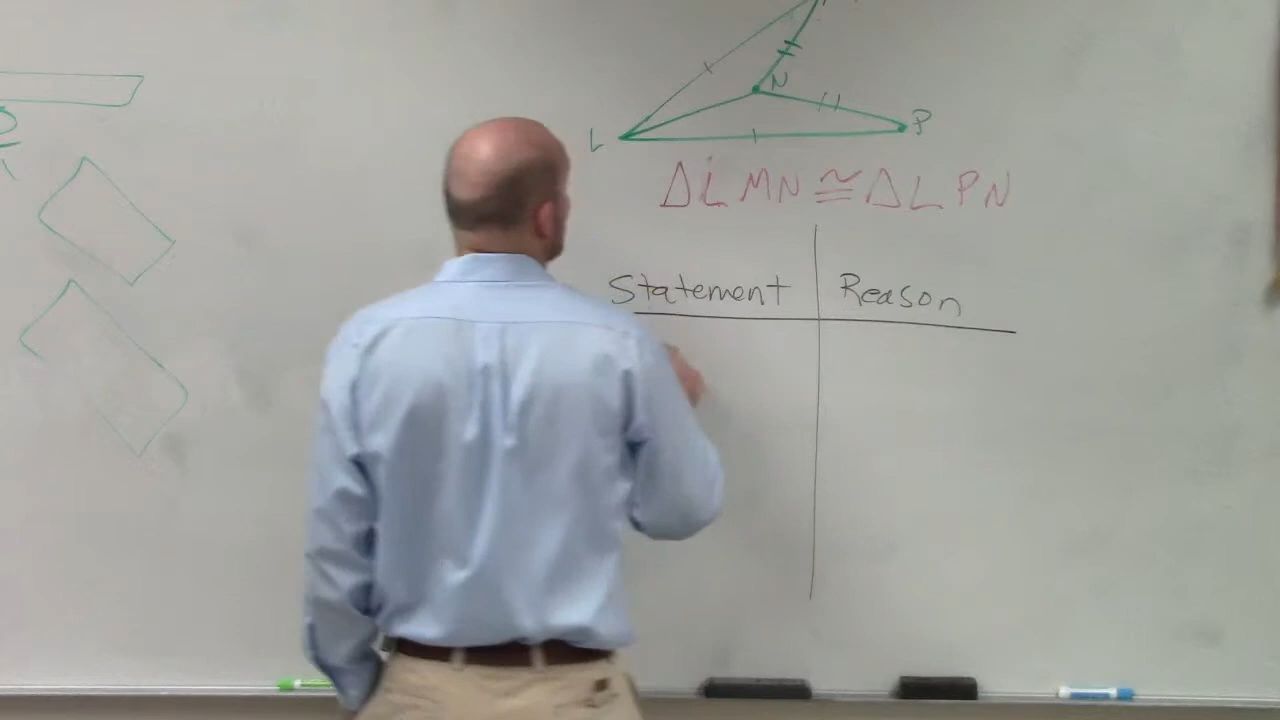 N
P
L
△LMN ≅ △LPN
Statement Reason